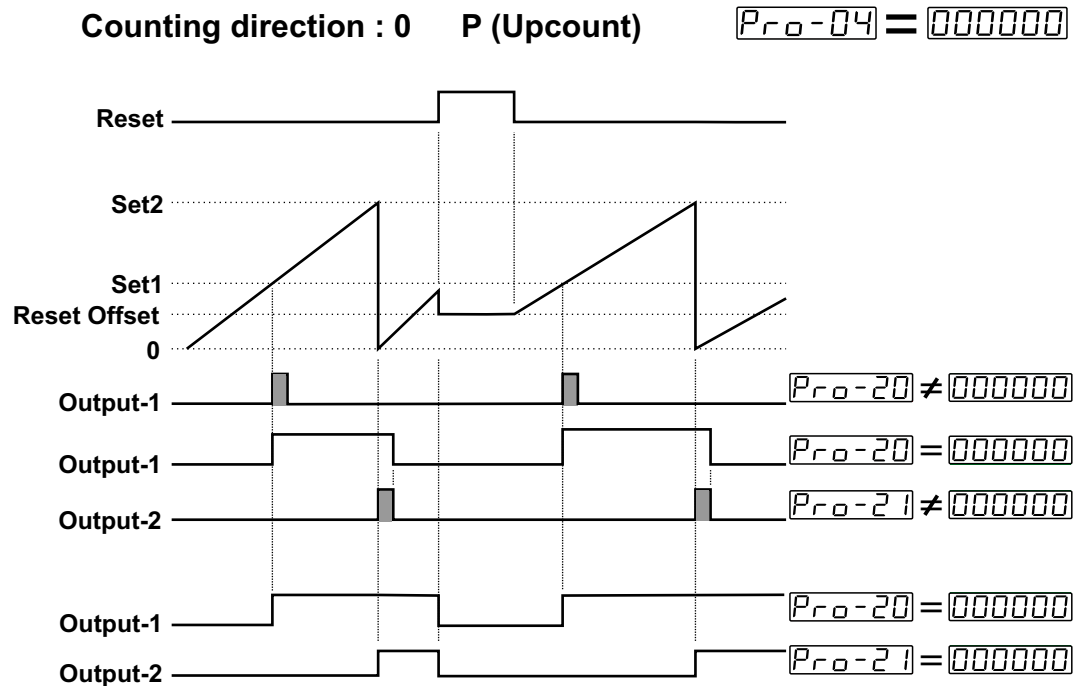 Counting direction : 0 P (Upcount) Pro-04 = 000000
Reset
Set2
Set1
Reset Offset
0
Output-1 Pro-20 ≠ 000000
Output-1 Pro-20 = 000000
Output-2 Pro-21 ≠ 000000
Output-1 Pro-20 = 000000
Output-2 Pro-21 = 000000